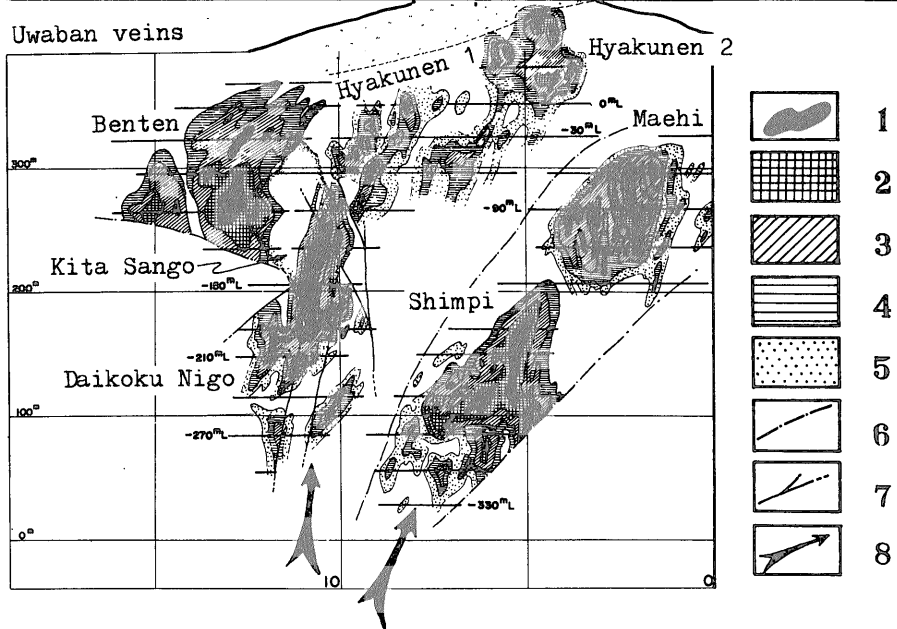 Uwaban veins
Hyakunen 1
Hyakunen 2
Benten
0mL
-30mL
Maehi
300m
-90mL
Kita Sango
-180mL
200m
Shimpi
-210mL
Daikoku Nigo
100m
-270mL
-330mL
0m
10
0
1
2
3
4
5
6
7
8